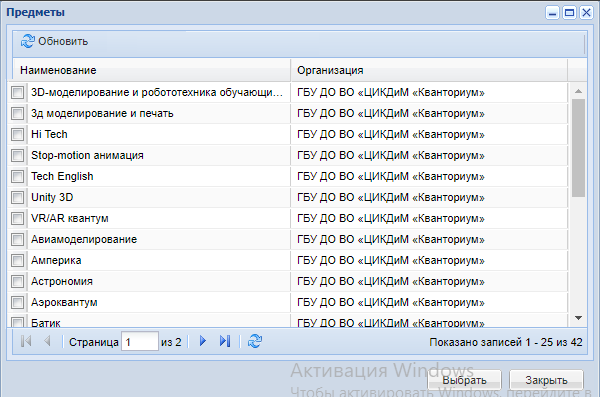 Предметы
Обновить
Наименование Организация
3D-моделирование и робототехника обучающи... ГБУ ДО ВО «ЦИКДиМ «Кванториум»
3д моделирование и печать ГБУ ДО ВО «ЦИКДиМ «Кванториум»
Hi Tech ГБУ ДО ВО «ЦИКДиМ «Кванториум»
Stop-motion анимация ГБУ ДО ВО «ЦИКДиМ «Кванториум»
Tech English ГБУ ДО ВО «ЦИКДиМ «Кванториум»
Unity 3D ГБУ ДО ВО «ЦИКДиМ «Кванториум»
VR/AR квантум ГБУ ДО ВО «ЦИКДиМ «Кванториум»
Авиамоделирование ГБУ ДО ВО «ЦИКДиМ «Кванториум»
Амперика ГБУ ДО ВО «ЦИКДиМ «Кванториум»
Астрономия ГБУ ДО ВО «ЦИКДиМ «Кванториум»
Аэроквантум ГБУ ДО ВО «ЦИКДиМ «Кванториум»
Батик ГБУ ДО ВО «ЦИКДиМ «Кванториум»
Страница 1 из 2 Показано записей 1 - 25 из 42
Активация Windows
Выбрать Закрыть
Чтобы активировать Windows, перейдите в